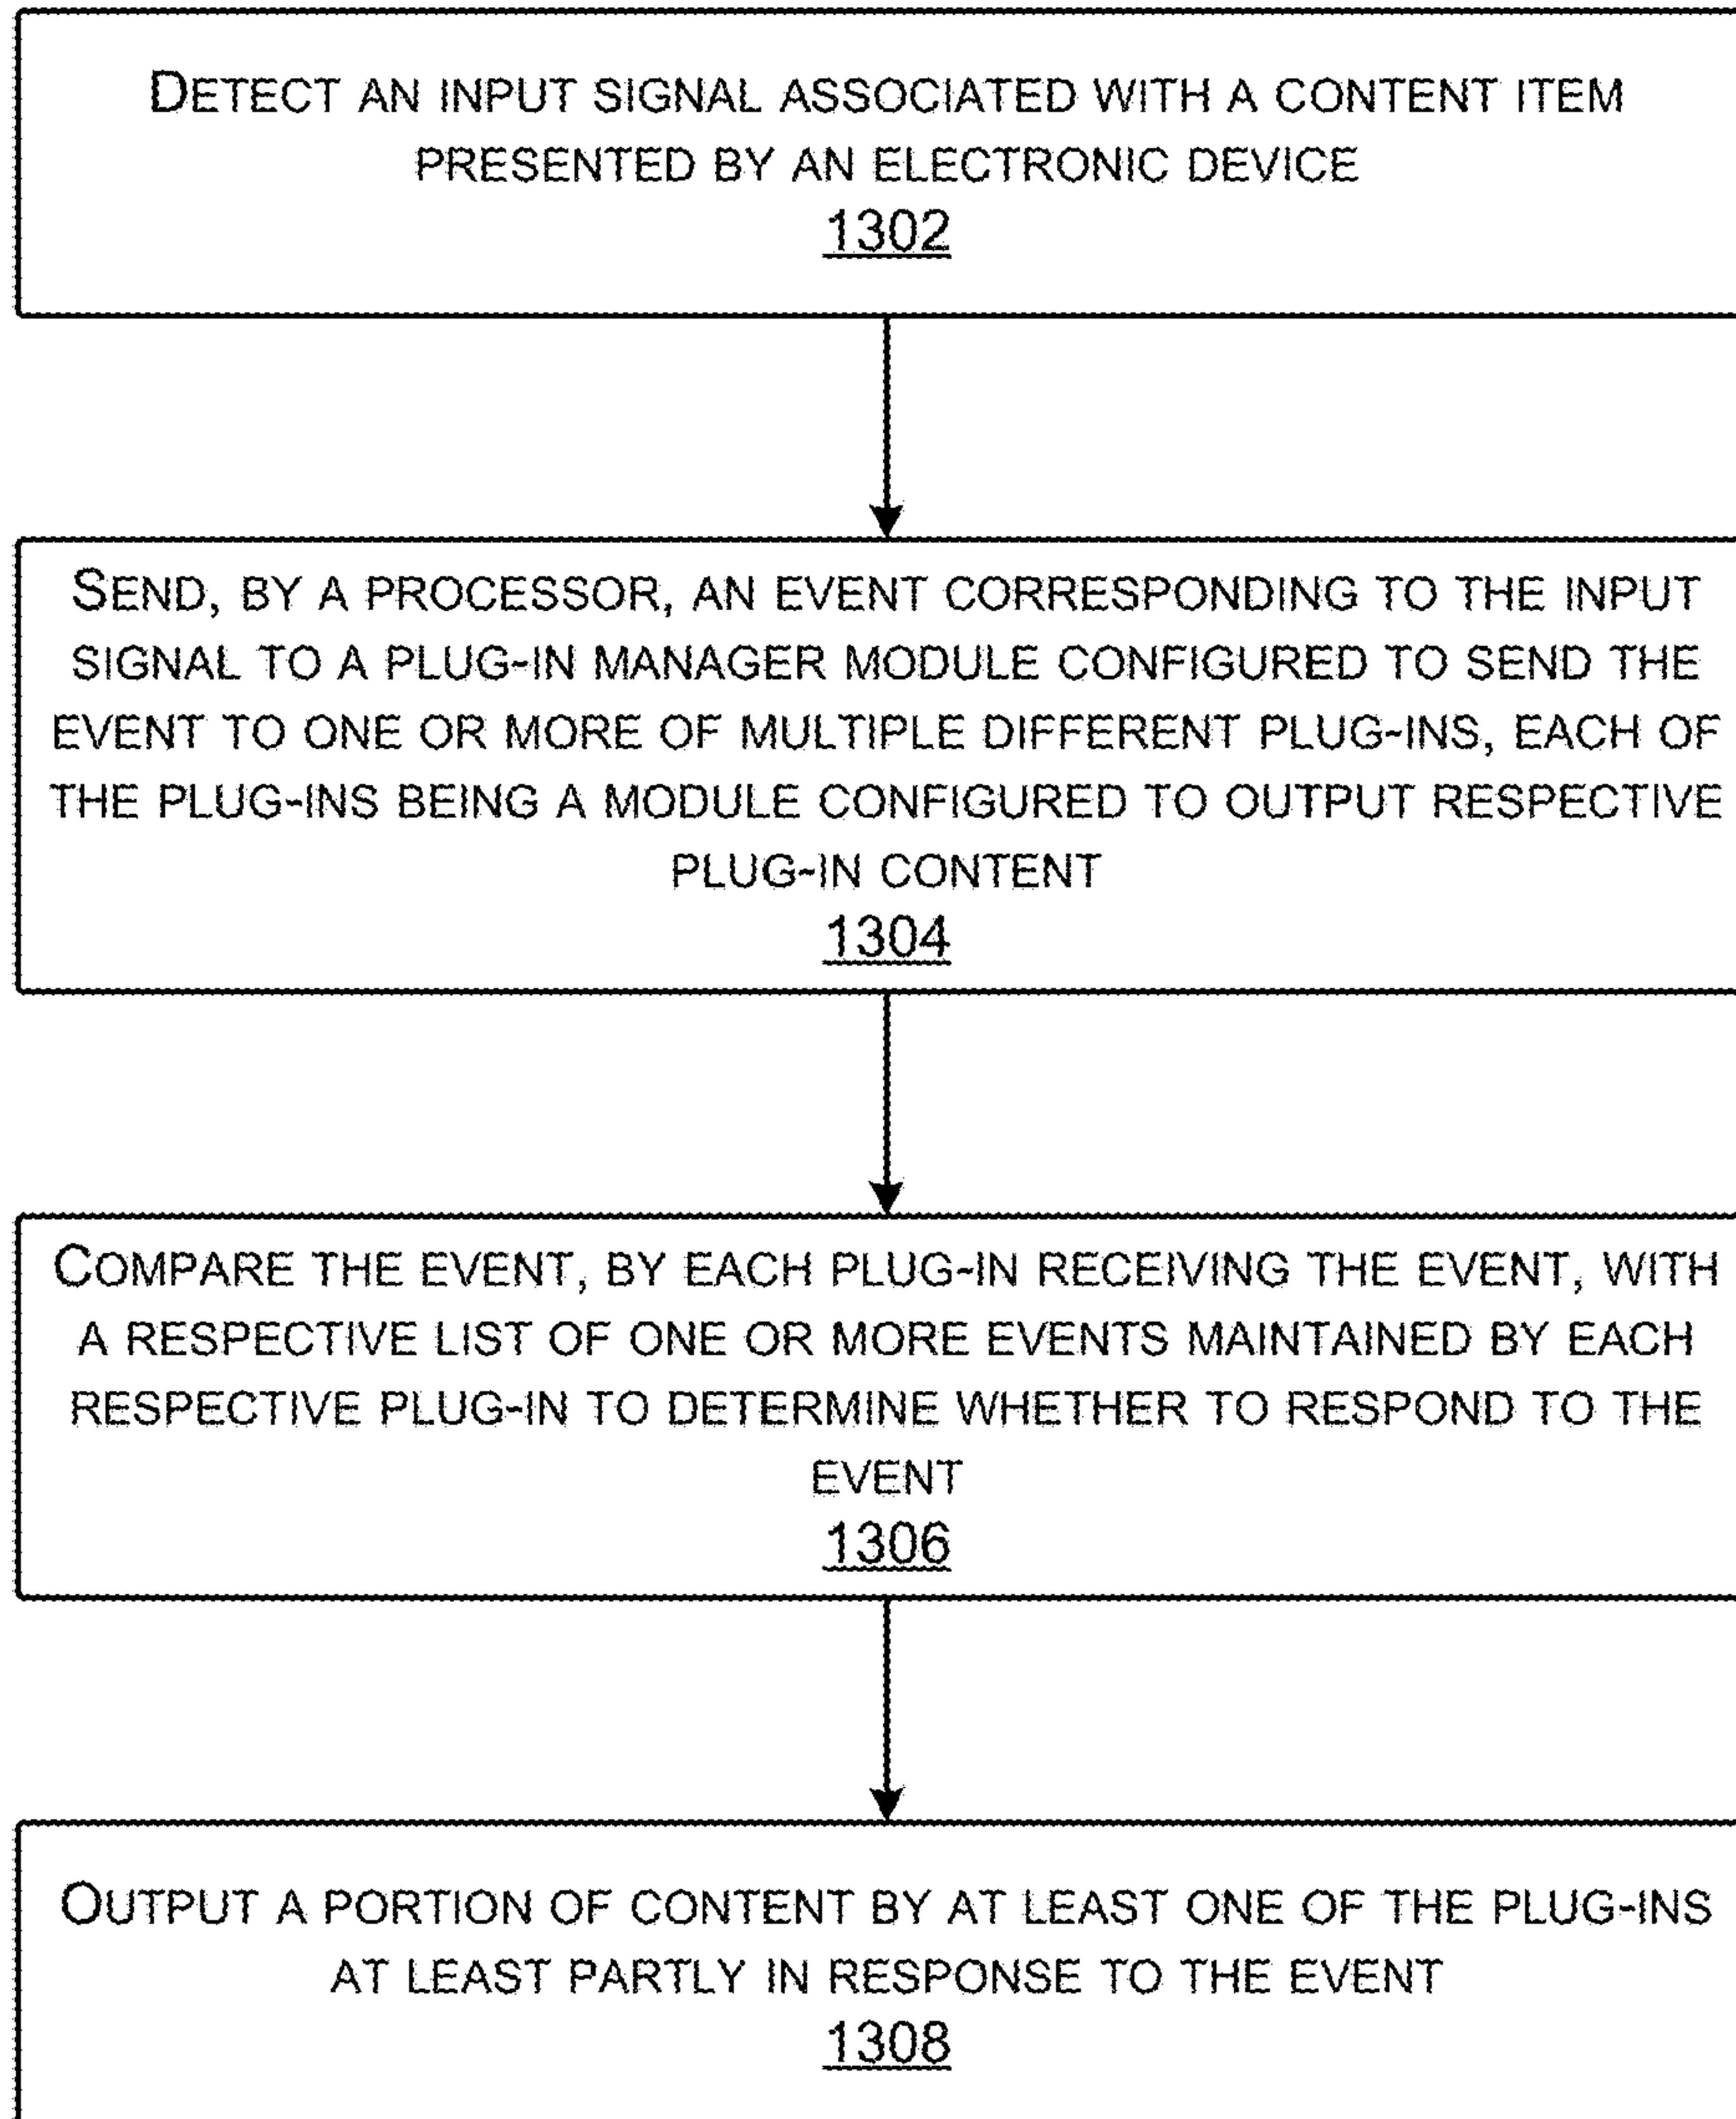 DETECT AN INPUT SIGNAL ASSOCIATED WITH A CONTENT ITEM
PRESENTED BY AN ELECTRONIC DEVICE
1302
SEND, BY A PROCESSOR, AN EVENT CORRESPONDING TO THE INPUT
SIGNAL TO A PLUG-IN MANAGER MODULE CONFIGURED TO SEND THE
EVENT TO ONE OR MORE OF MULTIPLE DIFFERENT PLUG-INS, EACH OF
THE PLUG-INS BEING A MODULE CONFIGURED TO OUTPUT RESPECTIVE
PLUG-IN CONTENT
1304
COMPARE THE EVENT, BY EACH PLUG-IN RECEIVING THE EVENT, WITH
A RESPECTIVE LIST OF ONE OR MORE EVENTS MAINTAINED BY EACH
RESPECTIVE PLUG-IN TO DETERMINE WHETHER TO RESPOND TO THE
EVENT
1306
OUTPUT A PORTION OF CONTENT BY AT LEAST ONE OF THE PLUG-INS
AT LEAST PARTLY IN RESPONSE TO THE EVENT
1308